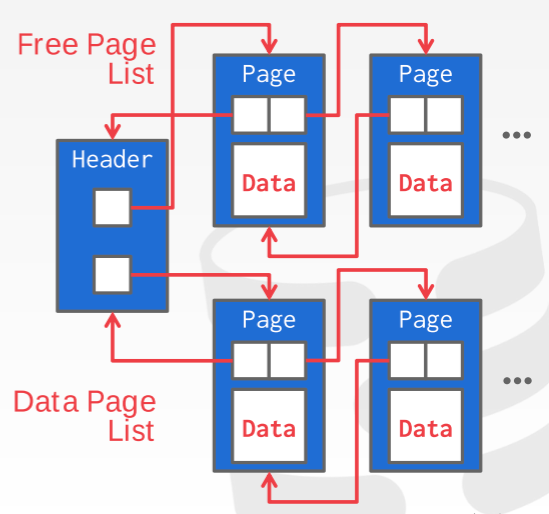 Free Page
List
Page
Page
Data
Data
...
Header
Page
Page
Data
Data
...
Data Page
List